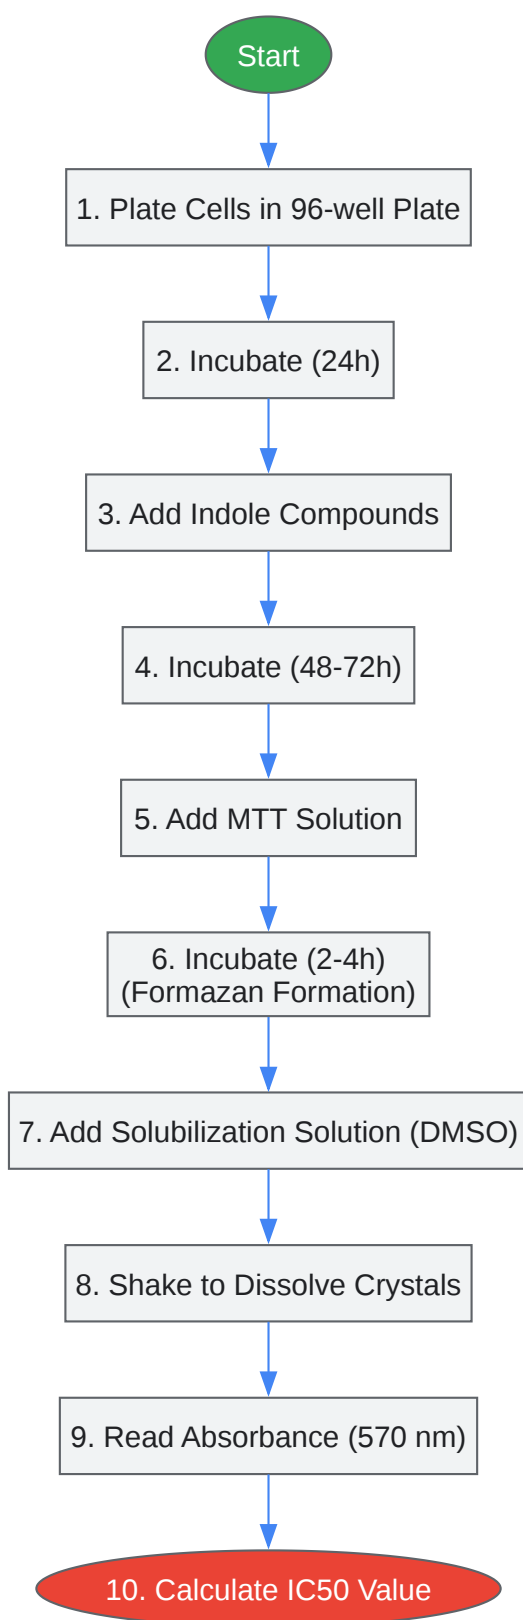 Start
1. Plate Cells in 96-well Plate
2. Incubate (24h)
3. Add Indole Compounds
4. Incubate (48-72h)
5. Add MTT Solution
6. Incubate (2-4h)
(Formazan Formation)
7. Add Solubilization Solution (DMSO)
8. Shake to Dissolve Crystals
9. Read Absorbance (570 nm)
10. Calculate IC50 Value